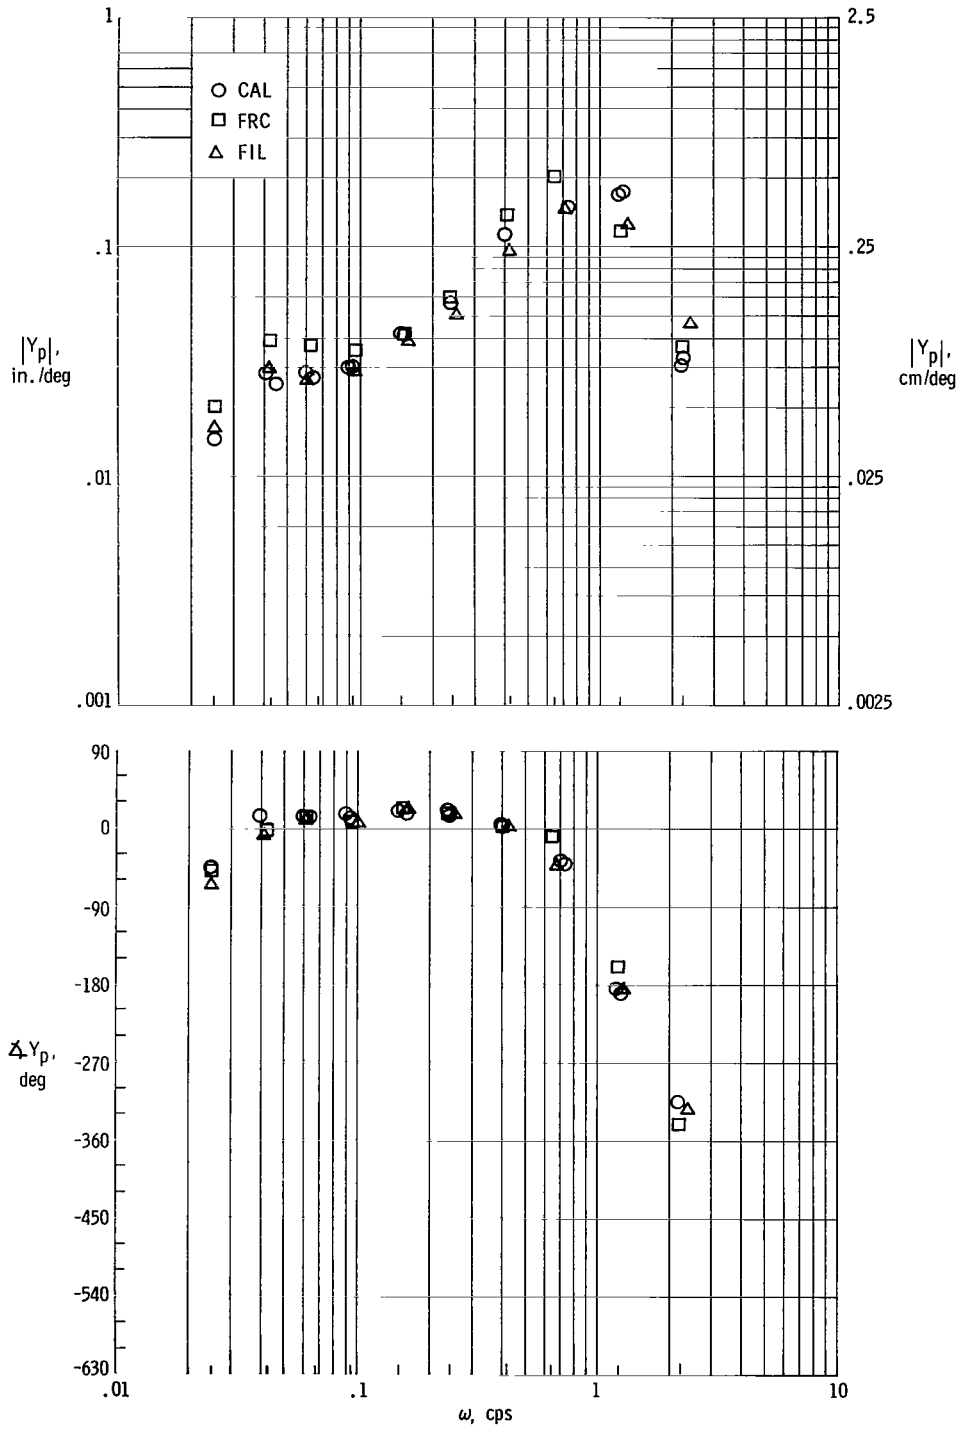 1
2.5
○ CAL
□ FRC
△ FIL
.1
.25
|Yp|,
in./deg
|Yp|,
cm/deg
.01
.025
.001
.0025
90
0
-90
-180
∡Yp,
deg
-270
-360
-450
-540
-630
.01
.1
1
10
ω, cps